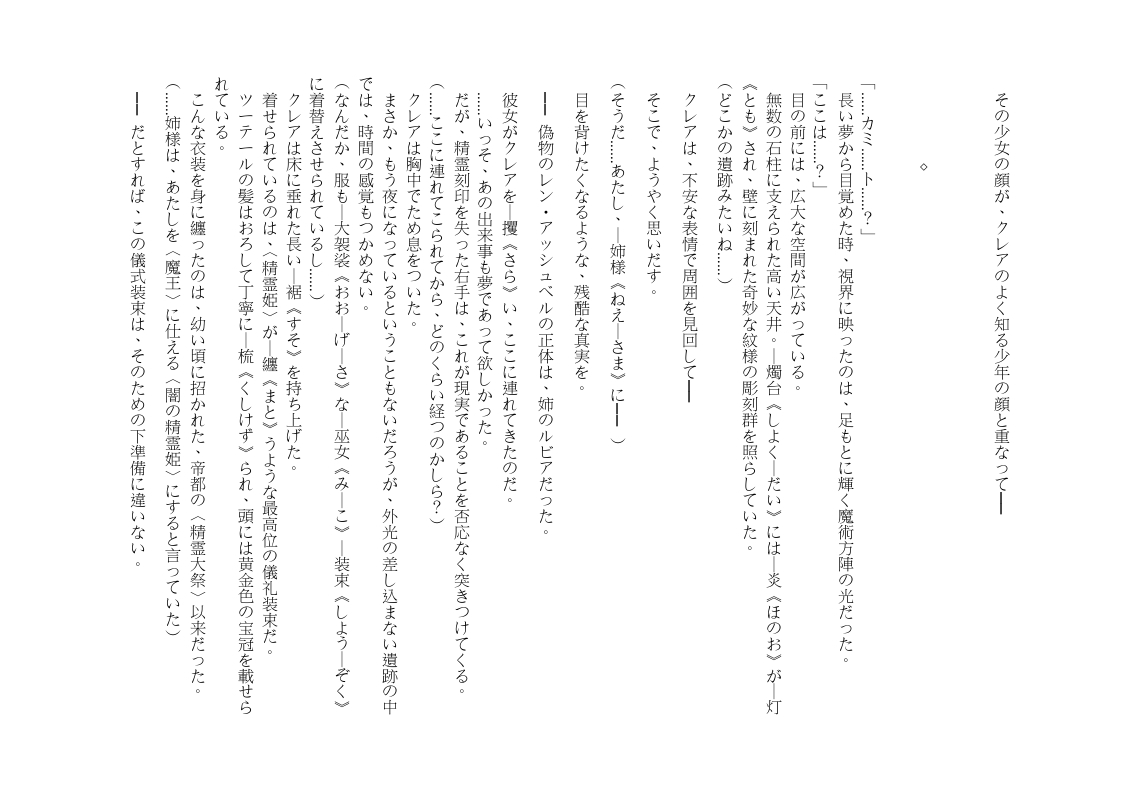 その少女の顔が、クレアのよく知る少年の顔と重なって━━
◇
「……カミ……ト……？」
長い夢から目覚めた時、視界に映ったのは、足もとに輝く魔術方陣の光だった。
「ここは……？」
目の前には、広大な空間が広がっている。
無数の石柱に支えられた高い天井。―燭台《しよく―だい》には―炎《ほのお》が―灯
《とも》され、壁に刻まれた奇妙な紋様の彫刻群を照らしていた。
（どこかの遺跡みたいね……）
クレアは、不安な表情で周囲を見回して━━
そこで、ようやく思いだす。
（そうだ……あたし、―姉様《ねえ―さま》に━━ ）
目を背けたくなるような、残酷な真実を。
━━ 偽物のレン・アッシュベルの正体は、姉のルビアだった。
彼女がクレアを―攫《さら》い、ここに連れてきたのだ。
……いっそ、あの出来事も夢であって欲しかった。
だが、精霊刻印を失った右手は、これが現実であることを否応なく突きつけてくる。
（……ここに連れてこられてから、どのくらい経つのかしら？）
クレアは胸中でため息をついた。
まさか、もう夜になっているということもないだろうが、外光の差し込まない遺跡の中
では、時間の感覚もつかめない。
（なんだか、服も―大袈裟《おお―げ―さ》な―巫女《み―こ》―装束《しよう―ぞく》
に着替えさせられているし……）
クレアは床に垂れた長い―裾《すそ》を持ち上げた。
着せられているのは、〈精霊姫〉が―纏《まと》うような最高位の儀礼装束だ。
ツーテールの髪はおろして丁寧に―梳《くしけず》られ、頭には黄金色の宝冠を載せら
れている。
こんな衣装を身に纏ったのは、幼い頃に招かれた、帝都の〈精霊大祭〉以来だった。
（……姉様は、あたしを〈魔王〉に仕える〈闇の精霊姫〉にすると言っていた）
━━ だとすれば、この儀式装束は、そのための下準備に違いない。